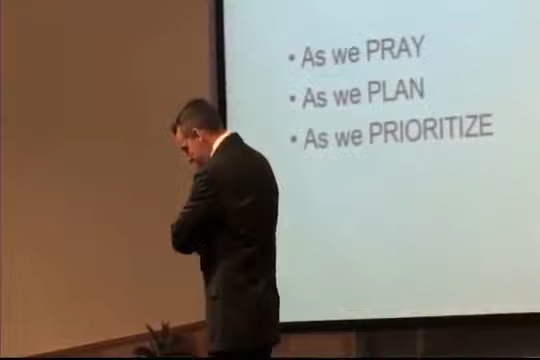 • As we PRAY
• As we PLAN
• As we PRIORITIZE